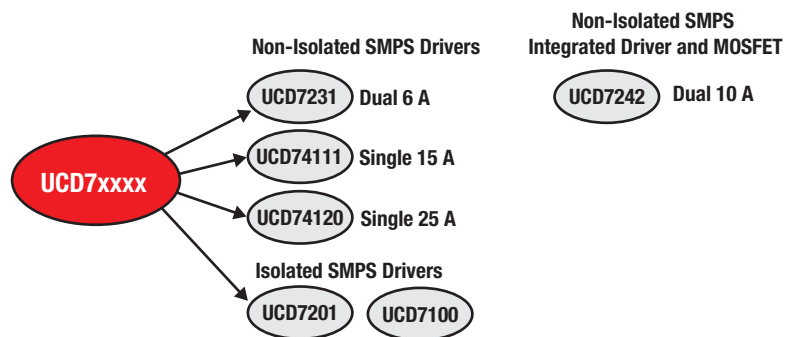 Non-Isolated SMPS Drivers
Non-Isolated SMPS
Integrated Driver and MOSFET
UCD7xxxx
UCD7231 Dual 6 A
UCD7242 Dual 10 A
UCD74111 Single 15 A
UCD74120 Single 25 A
Isolated SMPS Drivers
UCD7201
UCD7100